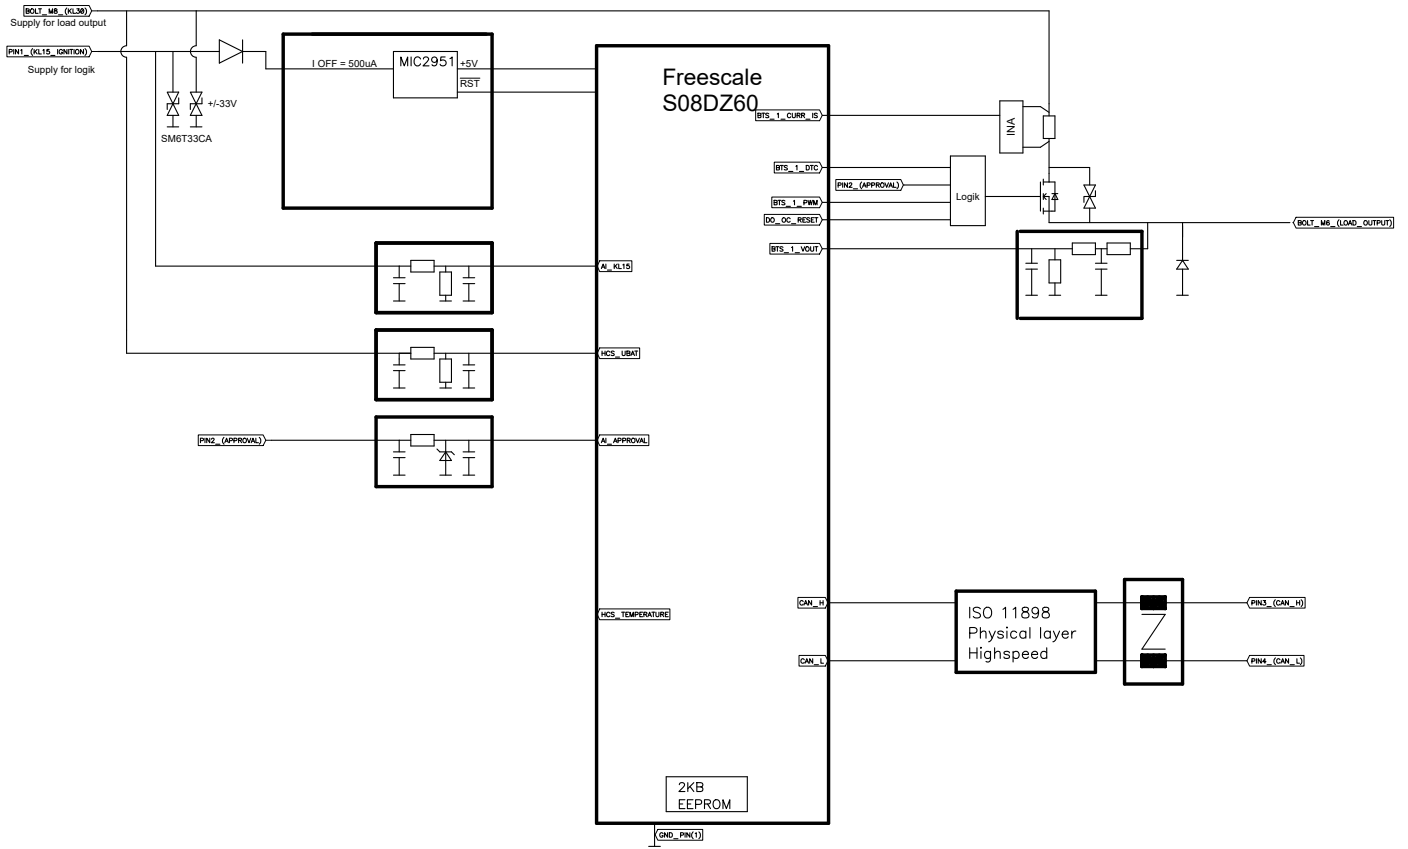 BOLT_M8_(KL30)
Supply for load output
PIN1_(KL15_IGNITION)
Supply for logik
+/-33V
SM6T33CA
I OFF = 500uA
MIC2951
+5V
RST
Freescale
S08DZ60
BTS_1_CURR_IS
INA
BTS_1_DTC
PIN2_(APPROVAL)
BTS_1_PWM
DO_OC_RESET
Logik
BTS_1_VOUT
BOLT_M6_(LOAD_OUTPUT)
AI_KL15
HCS_UBAT
PIN2_(APPROVAL)
AI_APPROVAL
HCS_TEMPERATURE
CAN_H
CAN_L
ISO 11898
Physical layer
Highspeed
PIN3_(CAN_H)
PIN4_(CAN_L)
2KB
EEPROM
GND_PIN(1)